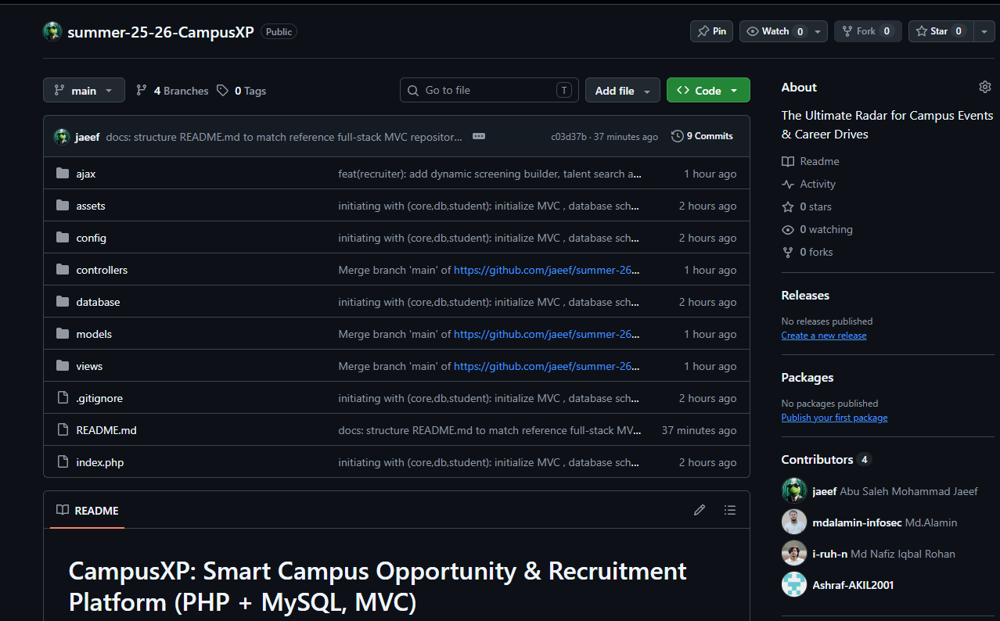 summer-25-26-CampusXP Public
Pin Watch 0 Fork 0 Star 0
main 4 Branches 0 Tags Go to file T Add file Code
jaeef docs: structure README.md to match reference full-stack MVC repositor... c03d37b · 37 minutes ago 9 Commits
ajax feat(recruiter): add dynamic screening builder, talent search a... 1 hour ago
assets initiating with (core,db,student): initialize MVC , database sch... 2 hours ago
config initiating with (core,db,student): initialize MVC , database sch... 2 hours ago
controllers Merge branch 'main' of https://github.com/jaeef/summer-26... 1 hour ago
database initiating with (core,db,student): initialize MVC , database sch... 2 hours ago
models Merge branch 'main' of https://github.com/jaeef/summer-26... 1 hour ago
views Merge branch 'main' of https://github.com/jaeef/summer-26... 1 hour ago
.gitignore initiating with (core,db,student): initialize MVC , database sch... 2 hours ago
README.md docs: structure README.md to match reference full-stack MV... 37 minutes ago
index.php initiating with (core,db,student): initialize MVC , database sch... 2 hours ago
README
CampusXP: Smart Campus Opportunity & Recruitment
Platform (PHP + MySQL, MVC)
About
The Ultimate Radar for Campus Events
& Career Drives
Readme
Activity
0 stars
0 watching
0 forks
Releases
No releases published
Create a new release
Packages
No packages published
Publish your first package
Contributors 4
jaeef Abu Saleh Mohammad Jaeef
mdalamin-infosec Md.Alamin
i-ruh-n Md Nafiz Iqbal Rohan
Ashraf-AKIL2001